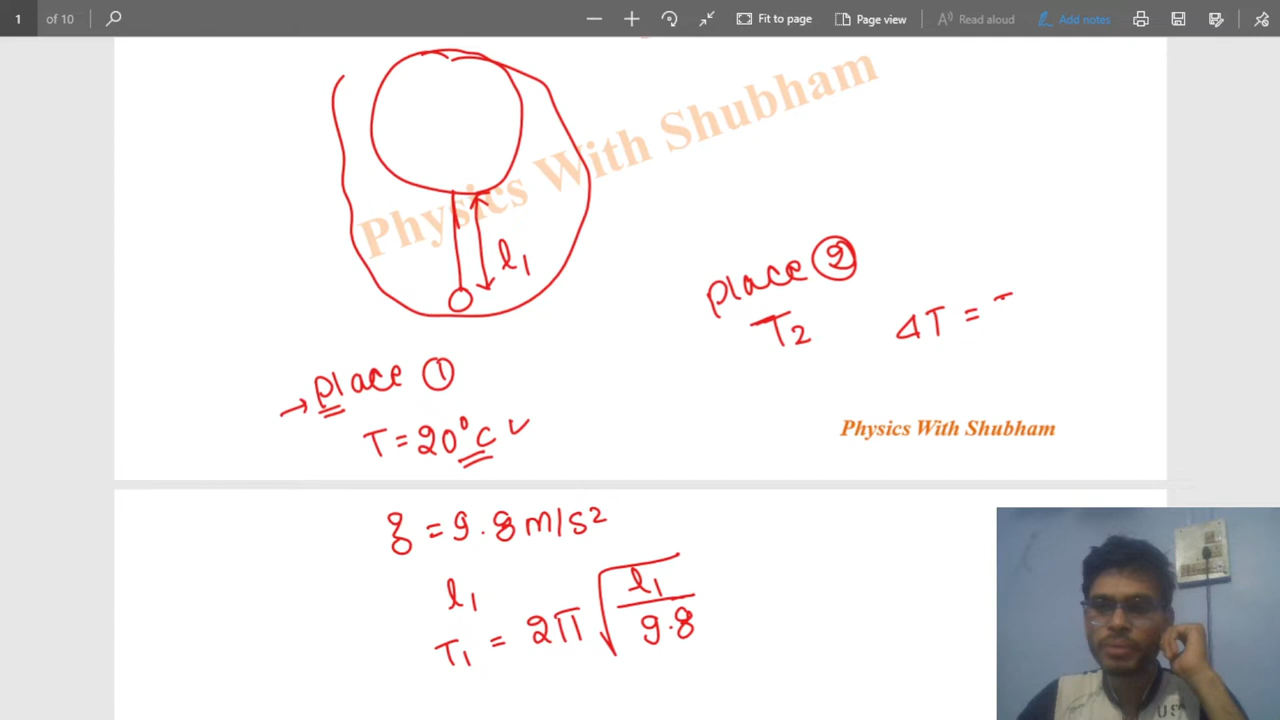 1 of 10
Fit to page
Page view
Read aloud
Add notes
Physics With Shubham
l₁
place ②
T₂ ΔT =
→ place ①
T = 20°C ✓
Physics With Shubham
g = 9.8 m/s²
l₁
T₁ = 2π √(l₁/9.8)
US